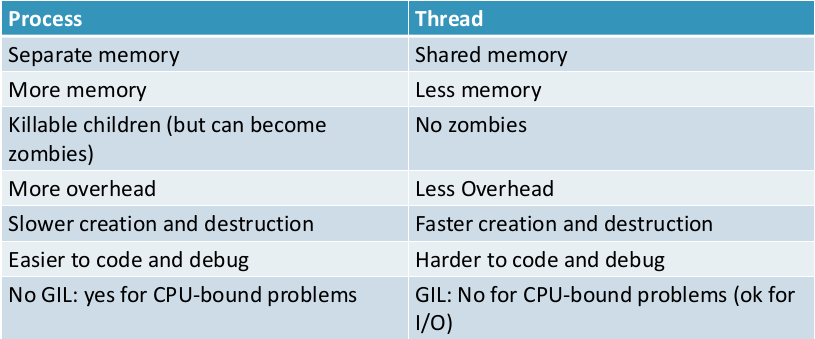 Process
Thread
Separate memory
Shared memory
More memory
Less memory
Killable children (but can become
zombies)
No zombies
More overhead
Less Overhead
Slower creation and destruction
Faster creation and destruction
Easier to code and debug
Harder to code and debug
No GIL: yes for CPU-bound problems
GIL: No for CPU-bound problems (ok for
I/O)